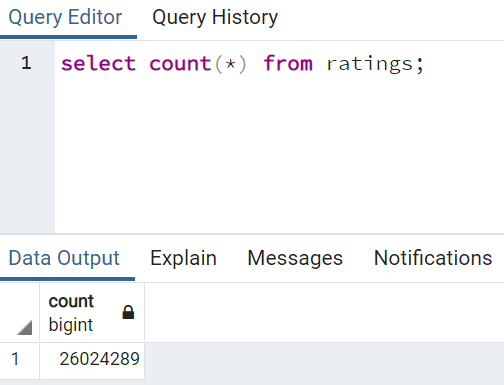 Query Editor Query History
1 select count(*) from ratings;
Data Output Explain Messages Notifications
count
bigint
1 26024289